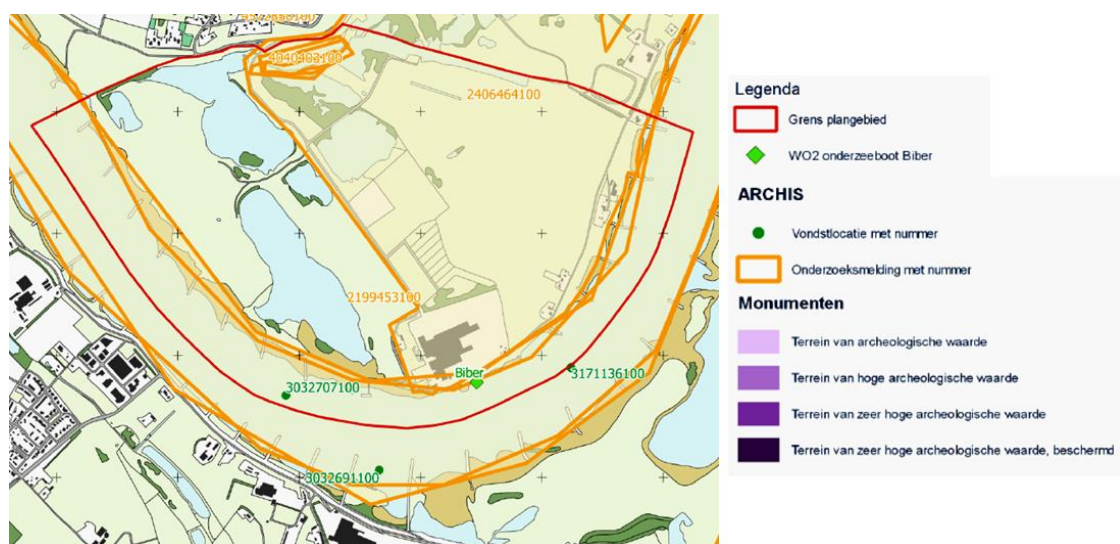 4040403100
2406464100
2199453100
Biber
3032707100
3171136100
3032691100
Legenda
Grens plangebied
WO2 onderzeeboot Biber
ARCHIS
Vondstlocatie met nummer
Onderzoeksmelding met nummer
Monumenten
Terrein van archeologische waarde
Terrein van hoge archeologische waarde
Terrein van zeer hoge archeologische waarde
Terrein van zeer hoge archeologische waarde, beschermd